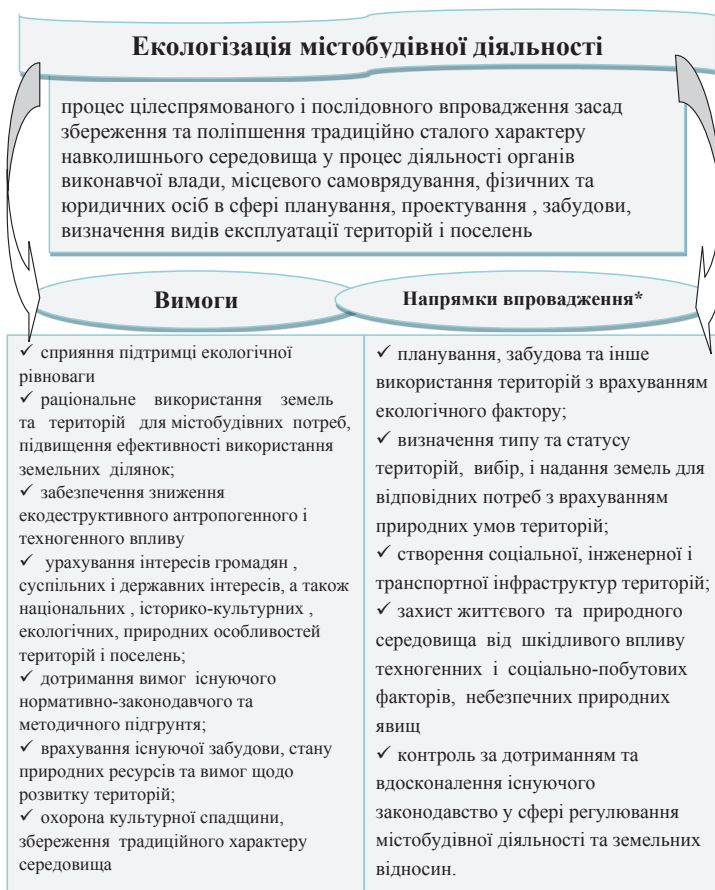 Екологізація містобудівної діяльності
процес цілеспрямованого і послідовного впровадження засад
збереження та поліпшення традиційно сталого характеру
навколишнього середовища у процес діяльності органів
виконавчої влади, місцевого самоврядування, фізичних та
юридичних осіб в сфері планування, проектування , забудови,
визначення видів експлуатації територій і поселень
Вимоги
✓ сприяння підтримці екологічної
рівноваги
✓ раціональне використання земель
та територій для містобудівних потреб,
підвищення ефективності використання
земельних ділянок;
✓ забезпечення зниження
екодеструктивного антропогенного і
техногенного впливу
✓ урахування інтересів громадян ,
суспільних і державних інтересів, а також
національних , історико-культурних ,
екологічних, природних особливостей
територій і поселень;
✓ дотримання вимог існуючого
нормативно-законодавчого та
методичного підгрунтя;
✓ врахування існуючої забудови, стану
природних ресурсів та вимог щодо
розвитку територій;
✓ охорона культурної спадщини,
збереження традиційного характеру
середовища
Напрямки впровадження*
✓ планування, забудова та інше
використання територій з врахуванням
екологічного фактору;
✓ визначення типу та статусу
територій, вибір, і надання земель для
відповідних потреб з врахуванням
природних умов територій;
✓ створення соціальної, інженерної і
транспортної інфраструктур територій;
✓ захист життєвого та природного
середовища від шкідливого впливу
техногенних і соціально-побутових
факторів, небезпечних природних
явищ
✓ контроль за дотриманням та
вдосконалення існуючого
законодавство у сфері регулювання
містобудівної діяльності та земельних
відносин.